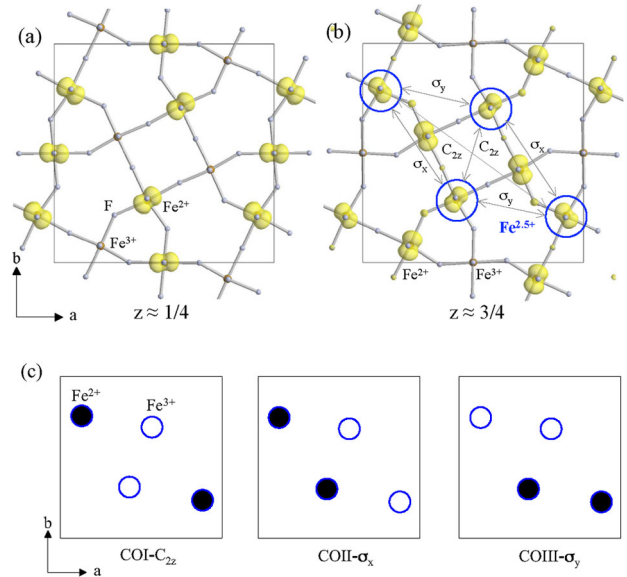 (a)
(b)
σy
σx
C2z
C2z
σx
σy
F
Fe2+
Fe2.5+
Fe3+
Fe2+
Fe3+
b
a
z ≈ 1/4
z ≈ 3/4
(c)
Fe2+
Fe3+
b
a
COI-C2z
COII-σx
COIII-σy